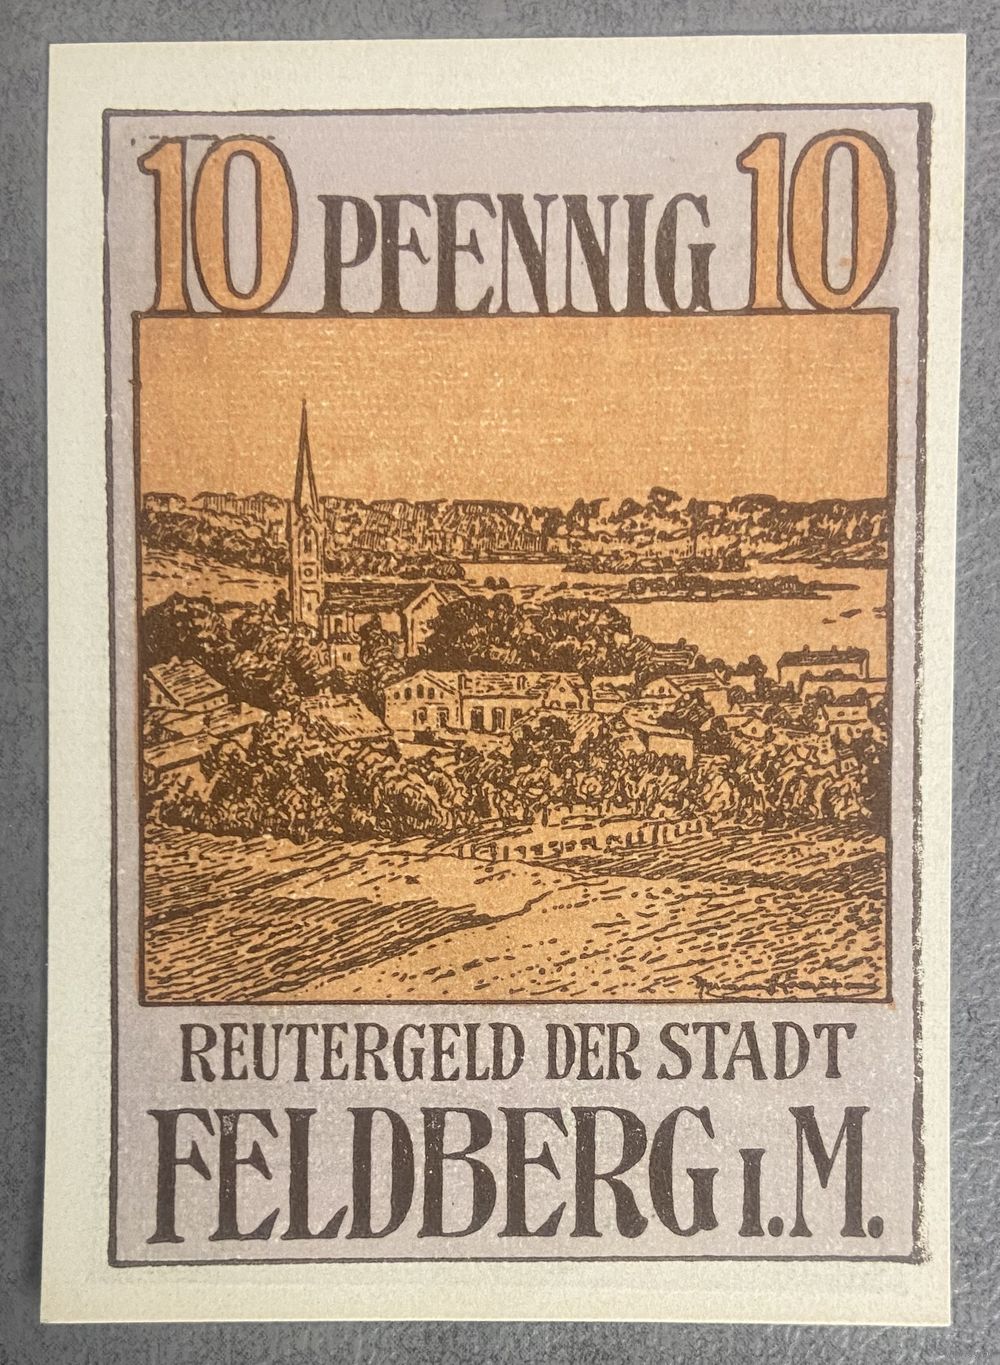 10 PFENNIG 10
REUTERGELD DER STADT
FELDBERG I.M.